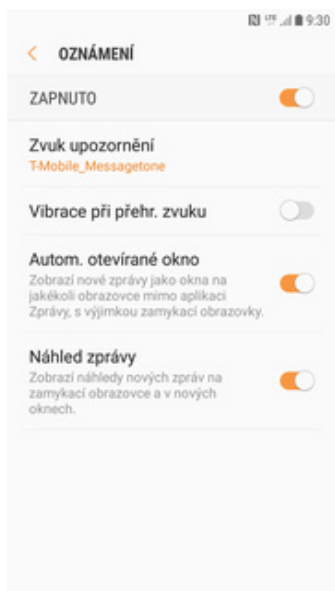 LTE 9:30
OZNÁMENÍ
ZAPNUTO
Zvuk upozornění
T-Mobile_Messagetone
Vibrace při přehr. zvuku
Autom. otevírané okno
Zobrazí nové zprávy jako okna na
jakékoli obrazovce mimo aplikaci
Zprávy, s výjimkou zamykací obrazovky.
Náhled zprávy
Zobrazí náhledy nových zpráv na
zamykací obrazovce a v nových
oknech.